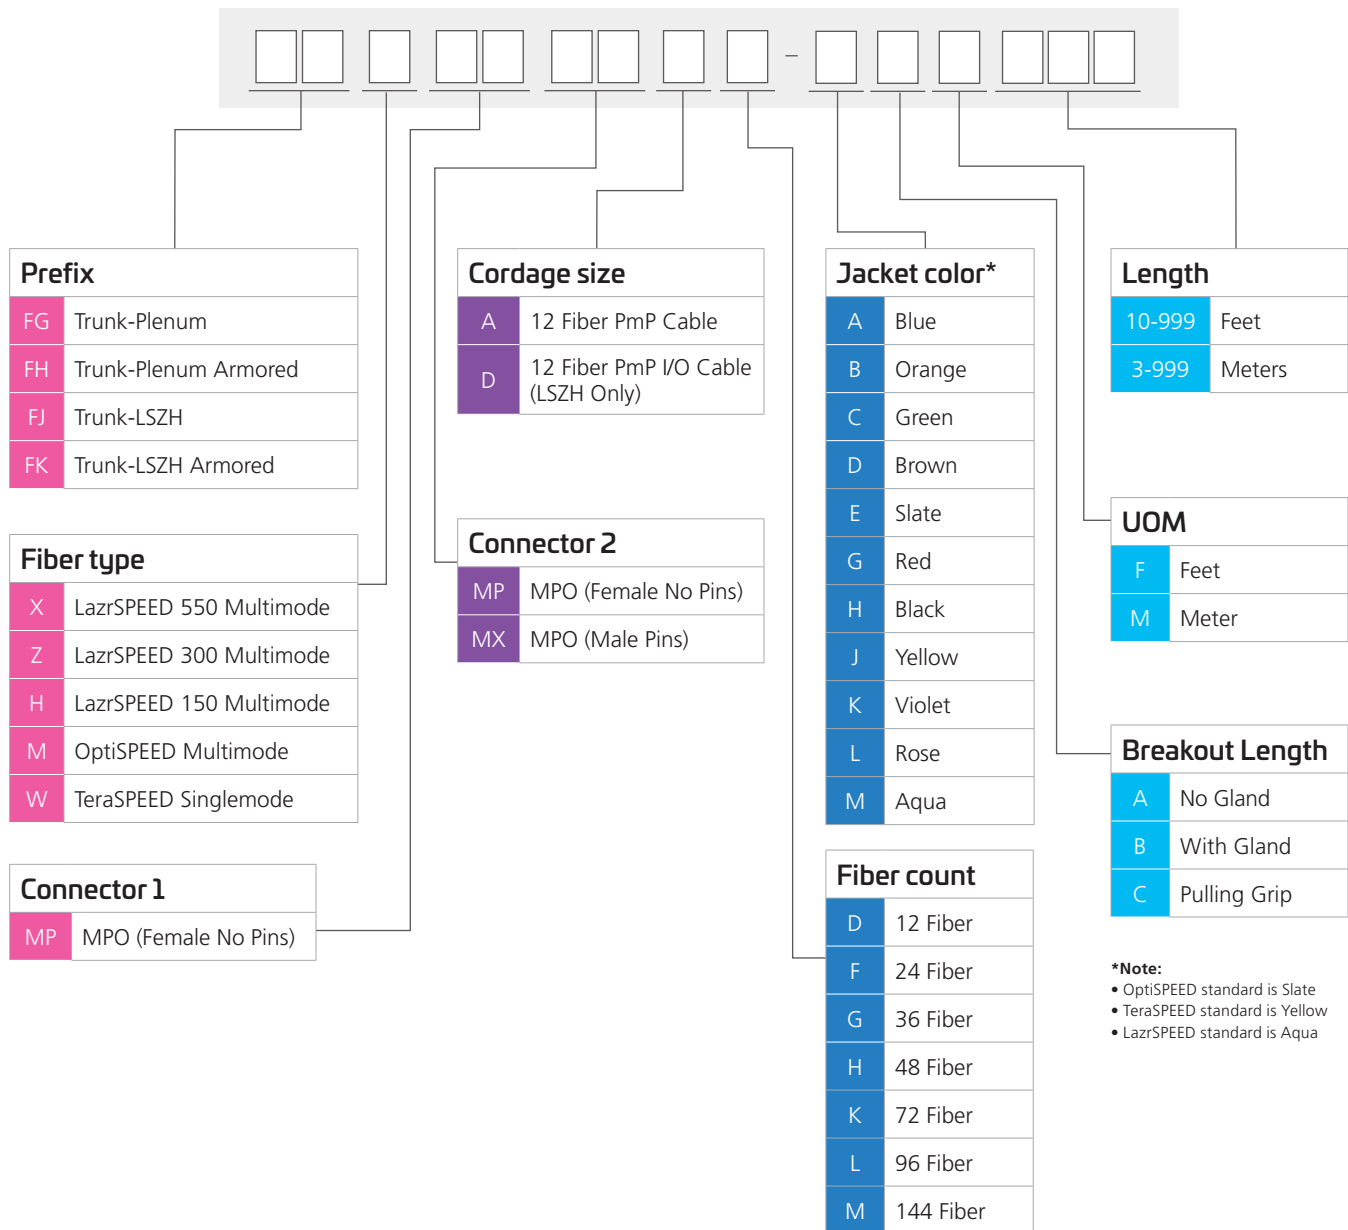 –
Prefix
FG Trunk-Plenum
FH Trunk-Plenum Armored
FJ Trunk-LSZH
FK Trunk-LSZH Armored
Fiber type
X LazrSPEED 550 Multimode
Z LazrSPEED 300 Multimode
H LazrSPEED 150 Multimode
M OptiSPEED Multimode
W TeraSPEED Singlemode
Connector 1
MP MPO (Female No Pins)
Cordage size
A 12 Fiber PmP Cable
D 12 Fiber PmP I/O Cable
(LSZH Only)
Connector 2
MP MPO (Female No Pins)
MX MPO (Male Pins)
Jacket color*
A Blue
B Orange
C Green
D Brown
E Slate
G Red
H Black
J Yellow
K Violet
L Rose
M Aqua
Fiber count
D 12 Fiber
F 24 Fiber
G 36 Fiber
H 48 Fiber
K 72 Fiber
L 96 Fiber
M 144 Fiber
Length
10-999 Feet
3-999 Meters
UOM
F Feet
M Meter
Breakout Length
A No Gland
B With Gland
C Pulling Grip
*Note:
• OptiSPEED standard is Slate
• TeraSPEED standard is Yellow
• LazrSPEED standard is Aqua